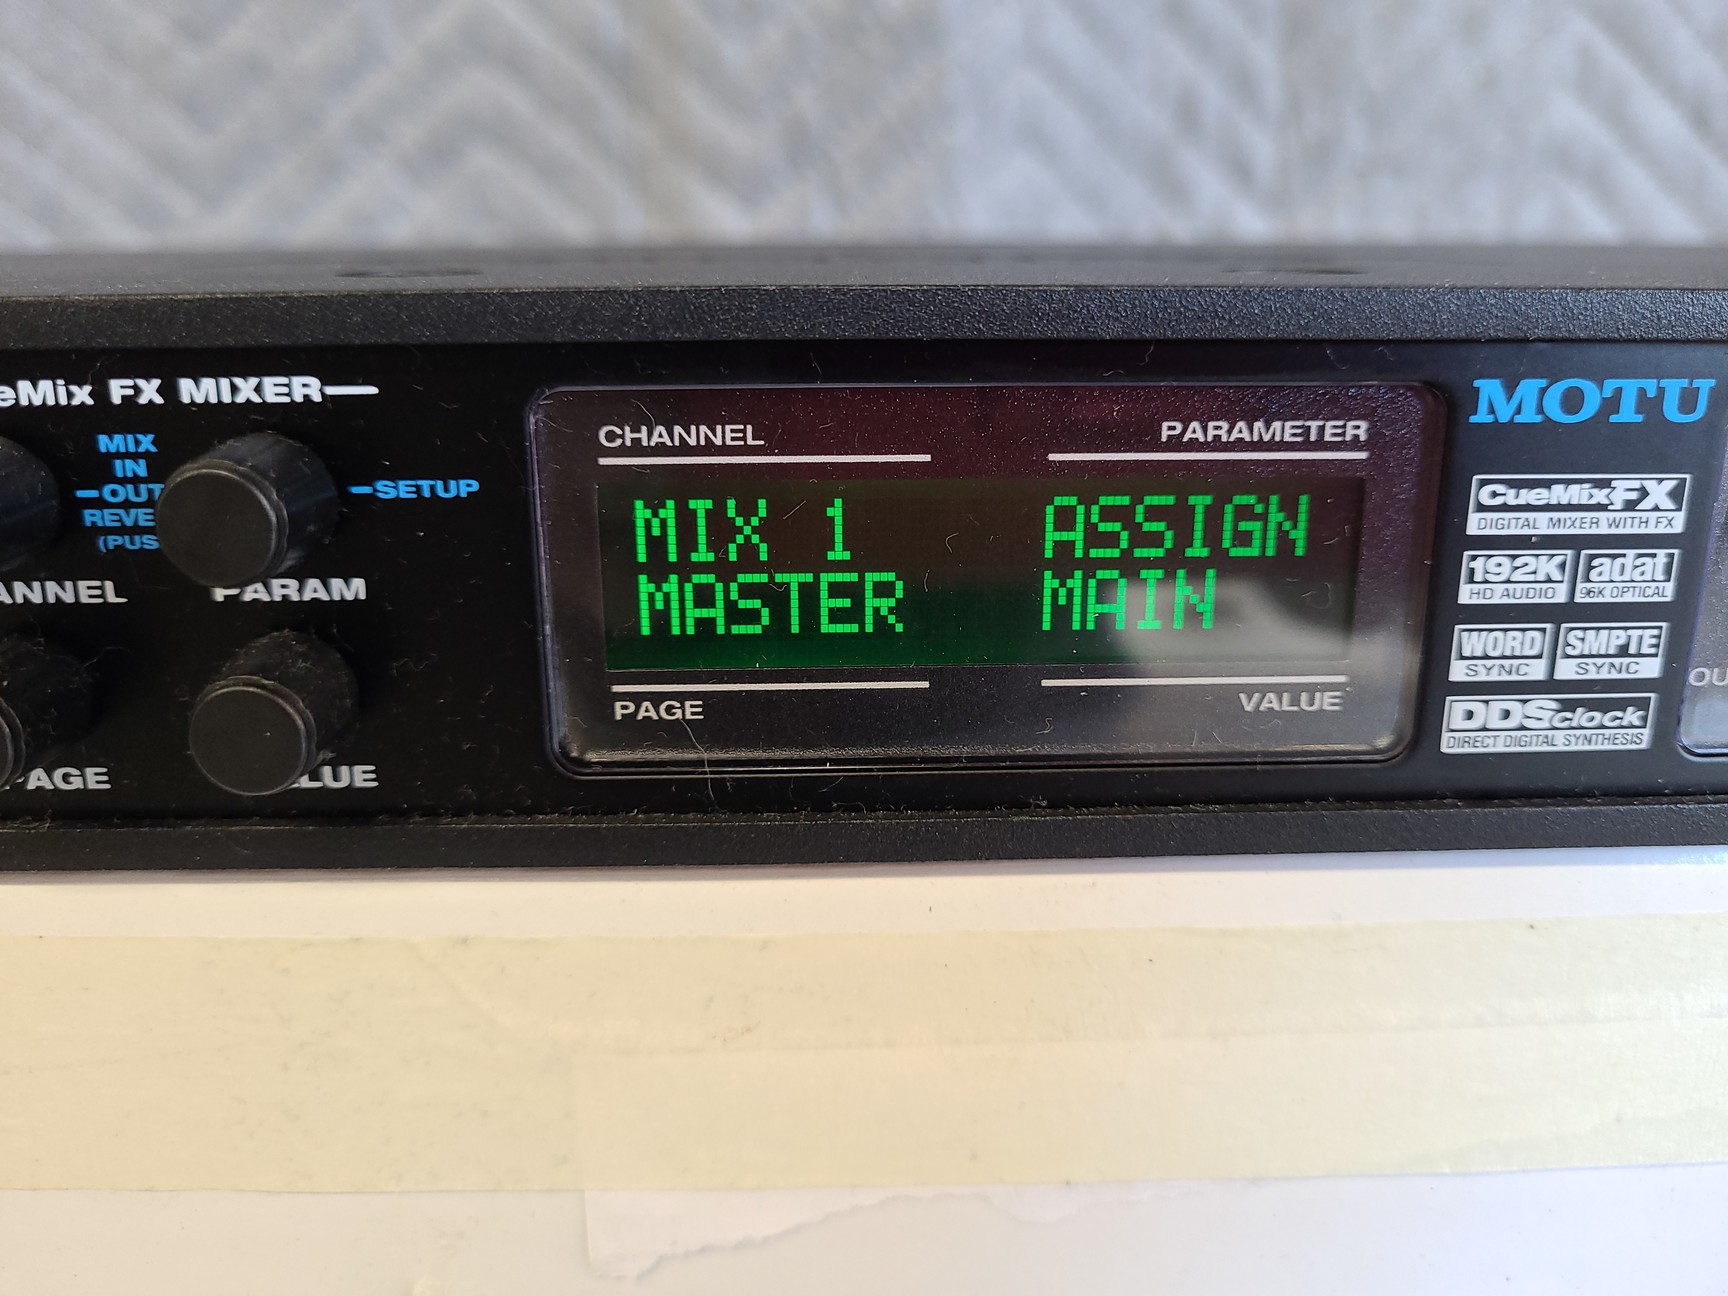 eMix FX MIXER
MIX
IN
OUT
REVE
(PUS
SETUP
ANNEL
PARAM
AGE
LUE
CHANNEL
PARAMETER
MIX 1
ASSIGN
MASTER
MAIN
PAGE
VALUE
MOTU
CueMixFX
DIGITAL MIXER WITH FX
192K
HD AUDIO
adat
96K OPTICAL
WORD
SYNC
SMPTE
SYNC
DDSclock
DIRECT DIGITAL SYNTHESIS
OU